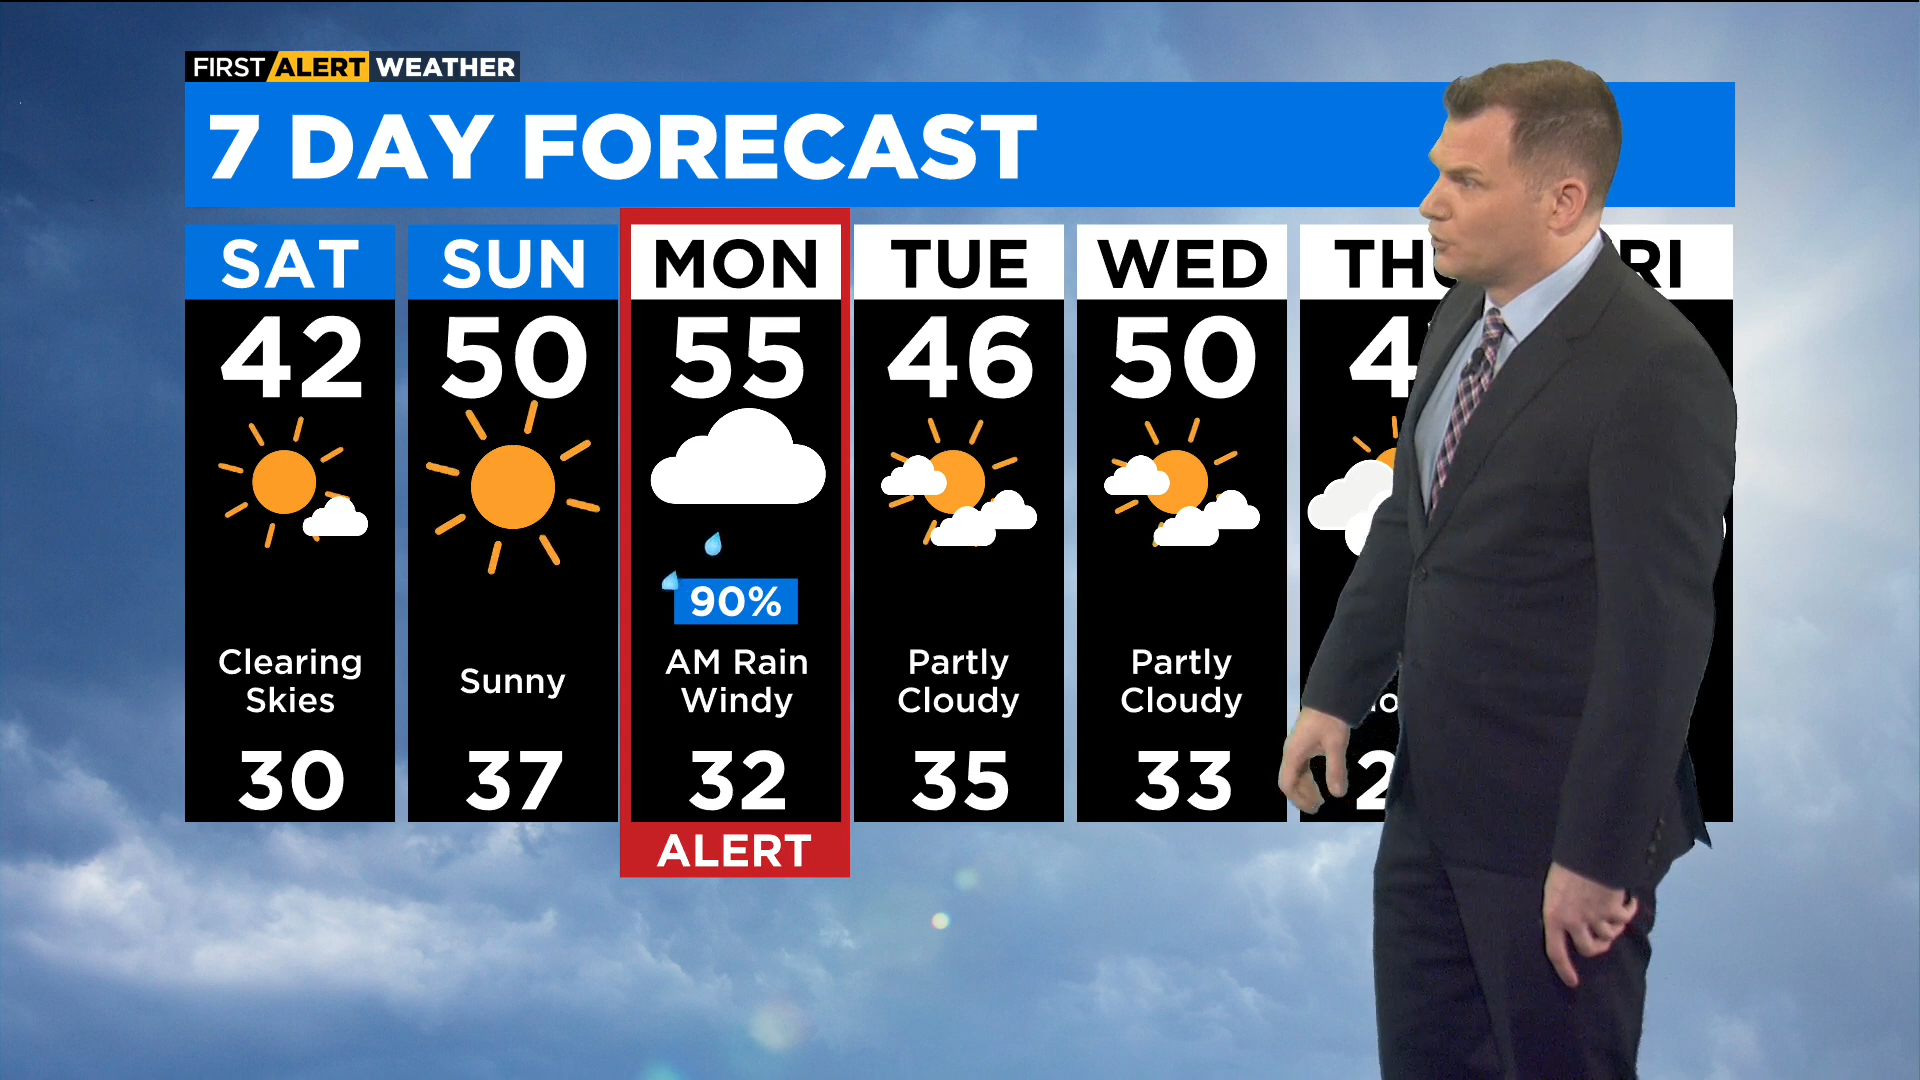 FIRST ALERT WEATHER
7 DAY FORECAST
SAT
42
Clearing
Skies
30
SUN
50
Sunny
37
MON
55
90%
AM Rain
Windy
32
ALERT
TUE
46
Partly
Cloudy
35
WED
50
Partly
Cloudy
33